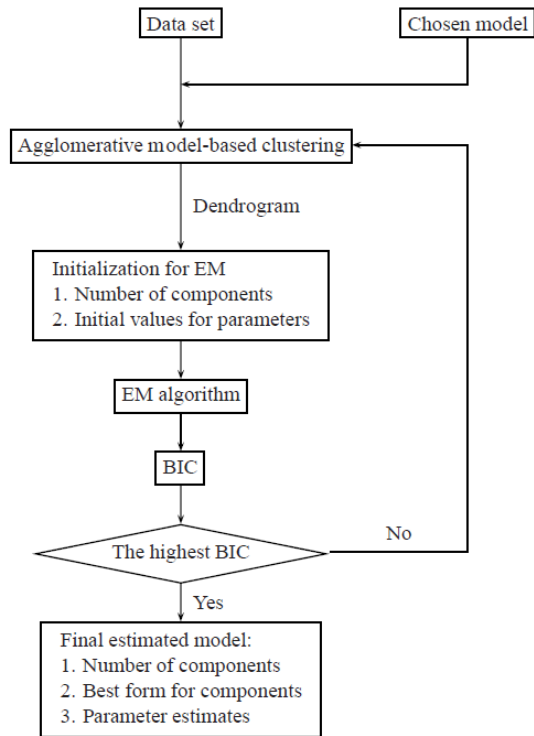 Data set
Chosen model
Agglomerative model-based clustering
Dendrogram
Initialization for EM
1. Number of components
2. Initial values for parameters
EM algorithm
BIC
The highest BIC
No
Yes
Final estimated model:
1. Number of components
2. Best form for components
3. Parameter estimates